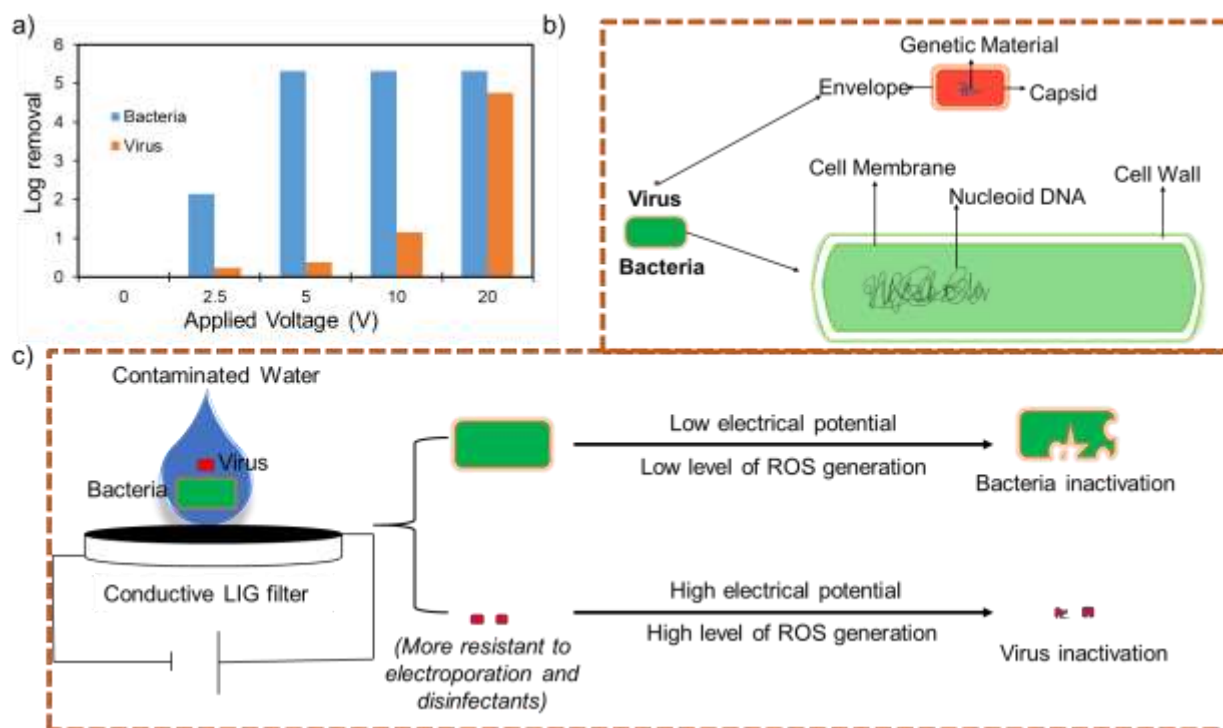 a)
6
5
4
3
2
1
0
Log removal
Bacteria
Virus
0 2.5 5 10 20
Applied Voltage (V)
b)
Genetic Material
Envelope
Capsid
Cell Membrane
Cell Wall
Nucleoid DNA
Virus
Bacteria
c)
Contaminated Water
Virus
Bacteria
Conductive LIG filter
(More resistant to
electroporation and
disinfectants)
Low electrical potential
Low level of ROS generation
Bacteria inactivation
High electrical potential
High level of ROS generation
Virus inactivation